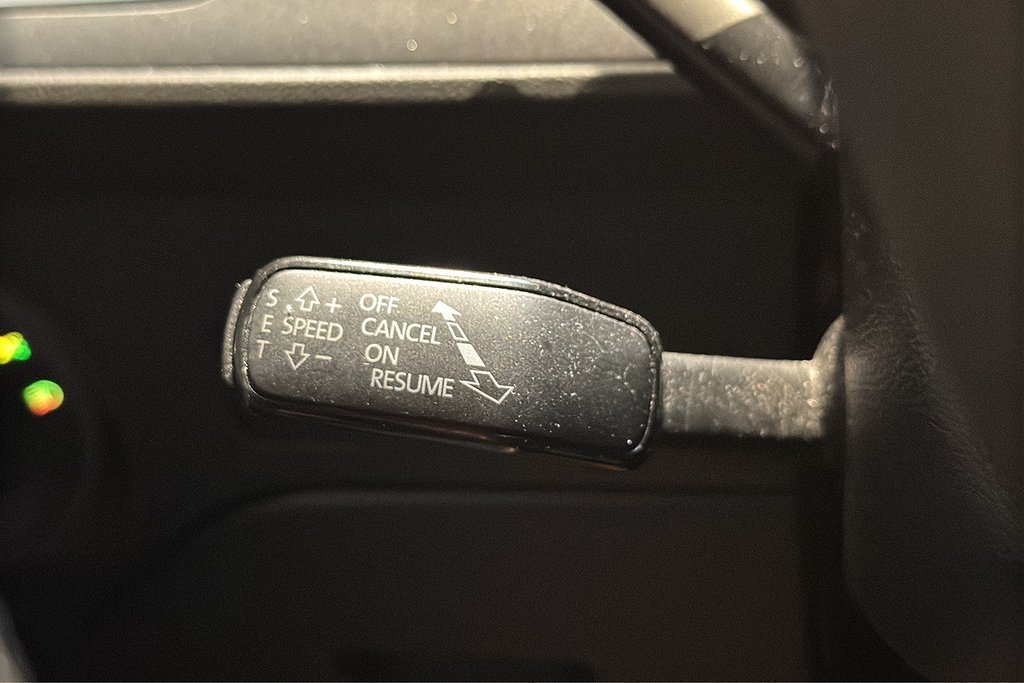 S + OFF
E SPEED CANCEL
T − ON
RESUME